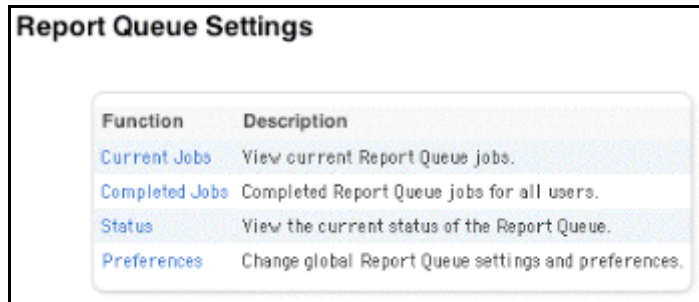 Report Queue Settings
Function Description
Current Jobs View current Report Queue jobs.
Completed Jobs Completed Report Queue jobs for all users.
Status View the current status of the Report Queue.
Preferences Change global Report Queue settings and preferences.